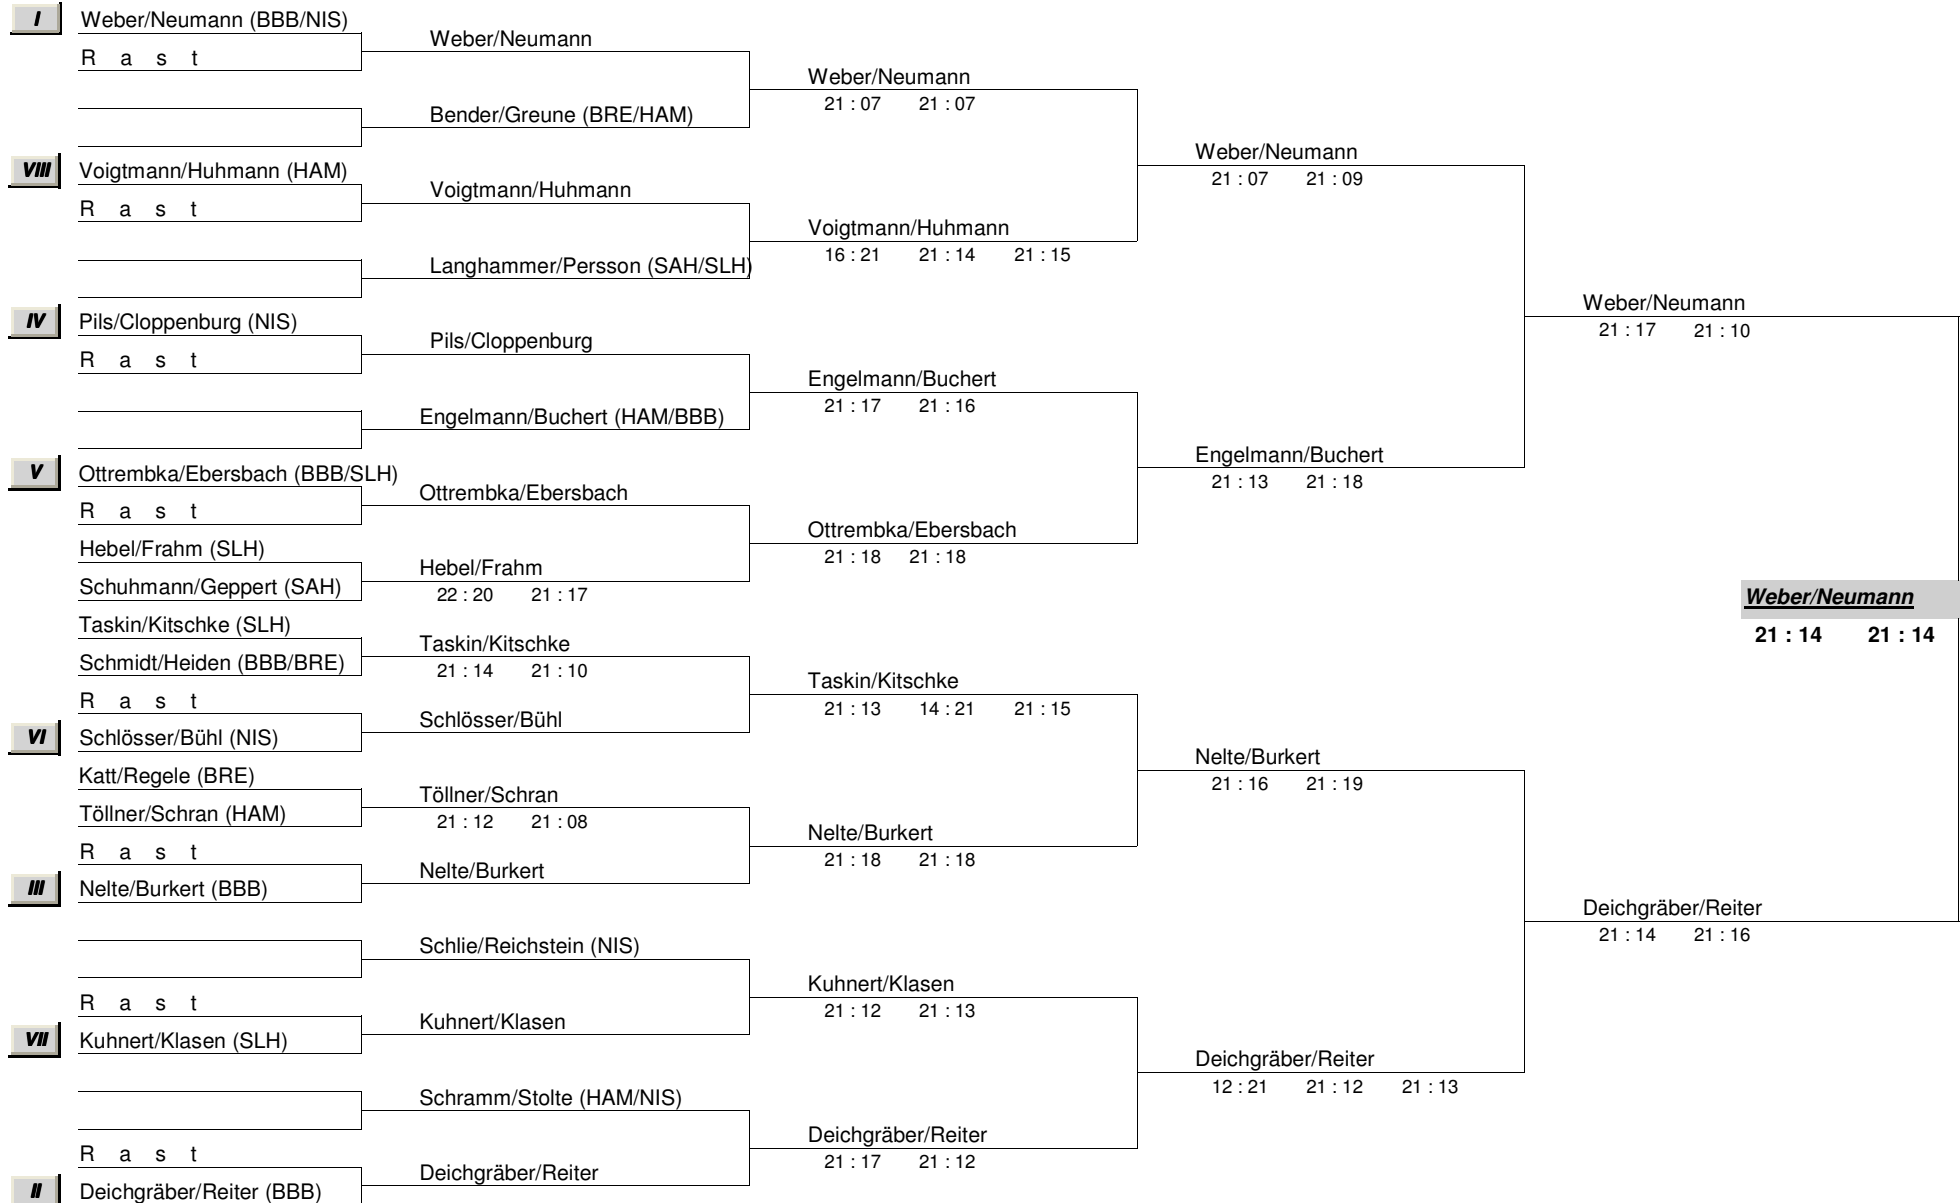 I Weber/Neumann (BBB/NIS)
Weber/Neumann
R a s t
Weber/Neumann
21 : 07 21 : 07
Bender/Greune (BRE/HAM)
Weber/Neumann
21 : 07 21 : 09
VIII Voigtmann/Huhmann (HAM)
Voigtmann/Huhmann
R a s t
Voigtmann/Huhmann
16 : 21 21 : 14 21 : 15
Langhammer/Persson (SAH/SLH)
Weber/Neumann
21 : 17 21 : 10
IV Pils/Cloppenburg (NIS)
Pils/Cloppenburg
R a s t
Engelmann/Buchert
21 : 17 21 : 16
Engelmann/Buchert (HAM/BBB)
Engelmann/Buchert
21 : 13 21 : 18
V Ottrembka/Ebersbach (BBB/SLH)
Ottrembka/Ebersbach
R a s t
Ottrembka/Ebersbach
21 : 18 21 : 18
Hebel/Frahm (SLH)
Hebel/Frahm
22 : 20 21 : 17
Schuhmann/Geppert (SAH)
Weber/Neumann
21 : 14 21 : 14
Taskin/Kitschke (SLH)
Taskin/Kitschke
21 : 14 21 : 10
Schmidt/Heiden (BBB/BRE)
Taskin/Kitschke
21 : 13 14 : 21 21 : 15
R a s t
Schlösser/Bühl
VI Schlösser/Bühl (NIS)
Nelte/Burkert
21 : 16 21 : 19
Katt/Regele (BRE)
Töllner/Schran
21 : 12 21 : 08
Töllner/Schran (HAM)
Nelte/Burkert
21 : 18 21 : 18
R a s t
Nelte/Burkert
III Nelte/Burkert (BBB)
Deichgräber/Reiter
21 : 14 21 : 16
Schlie/Reichstein (NIS)
Kuhnert/Klasen
21 : 12 21 : 13
R a s t
Kuhnert/Klasen
VII Kuhnert/Klasen (SLH)
Deichgräber/Reiter
12 : 21 21 : 12 21 : 13
Schramm/Stolte (HAM/NIS)
Deichgräber/Reiter
21 : 17 21 : 12
R a s t
Deichgräber/Reiter
II Deichgräber/Reiter (BBB)